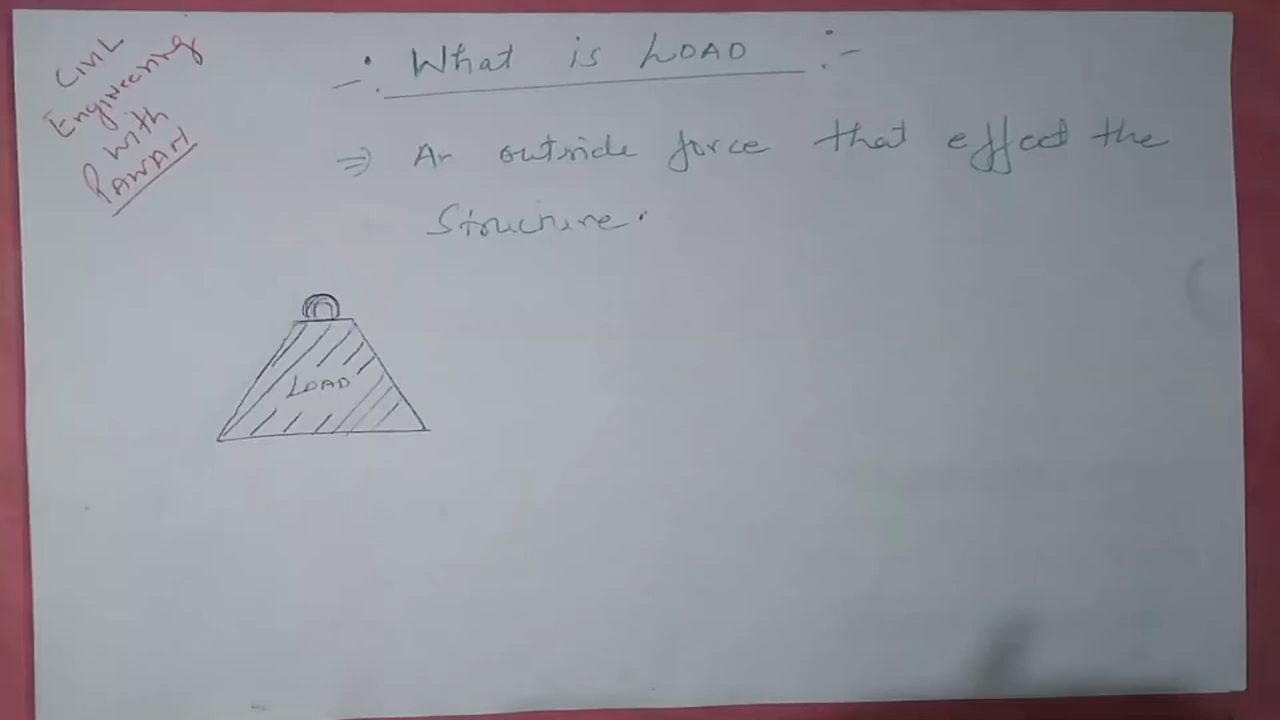 Civil
Engineering
with
PAWAN
-: What is LOAD :-
⇒ An outside force that effect the
Structure.
LOAD